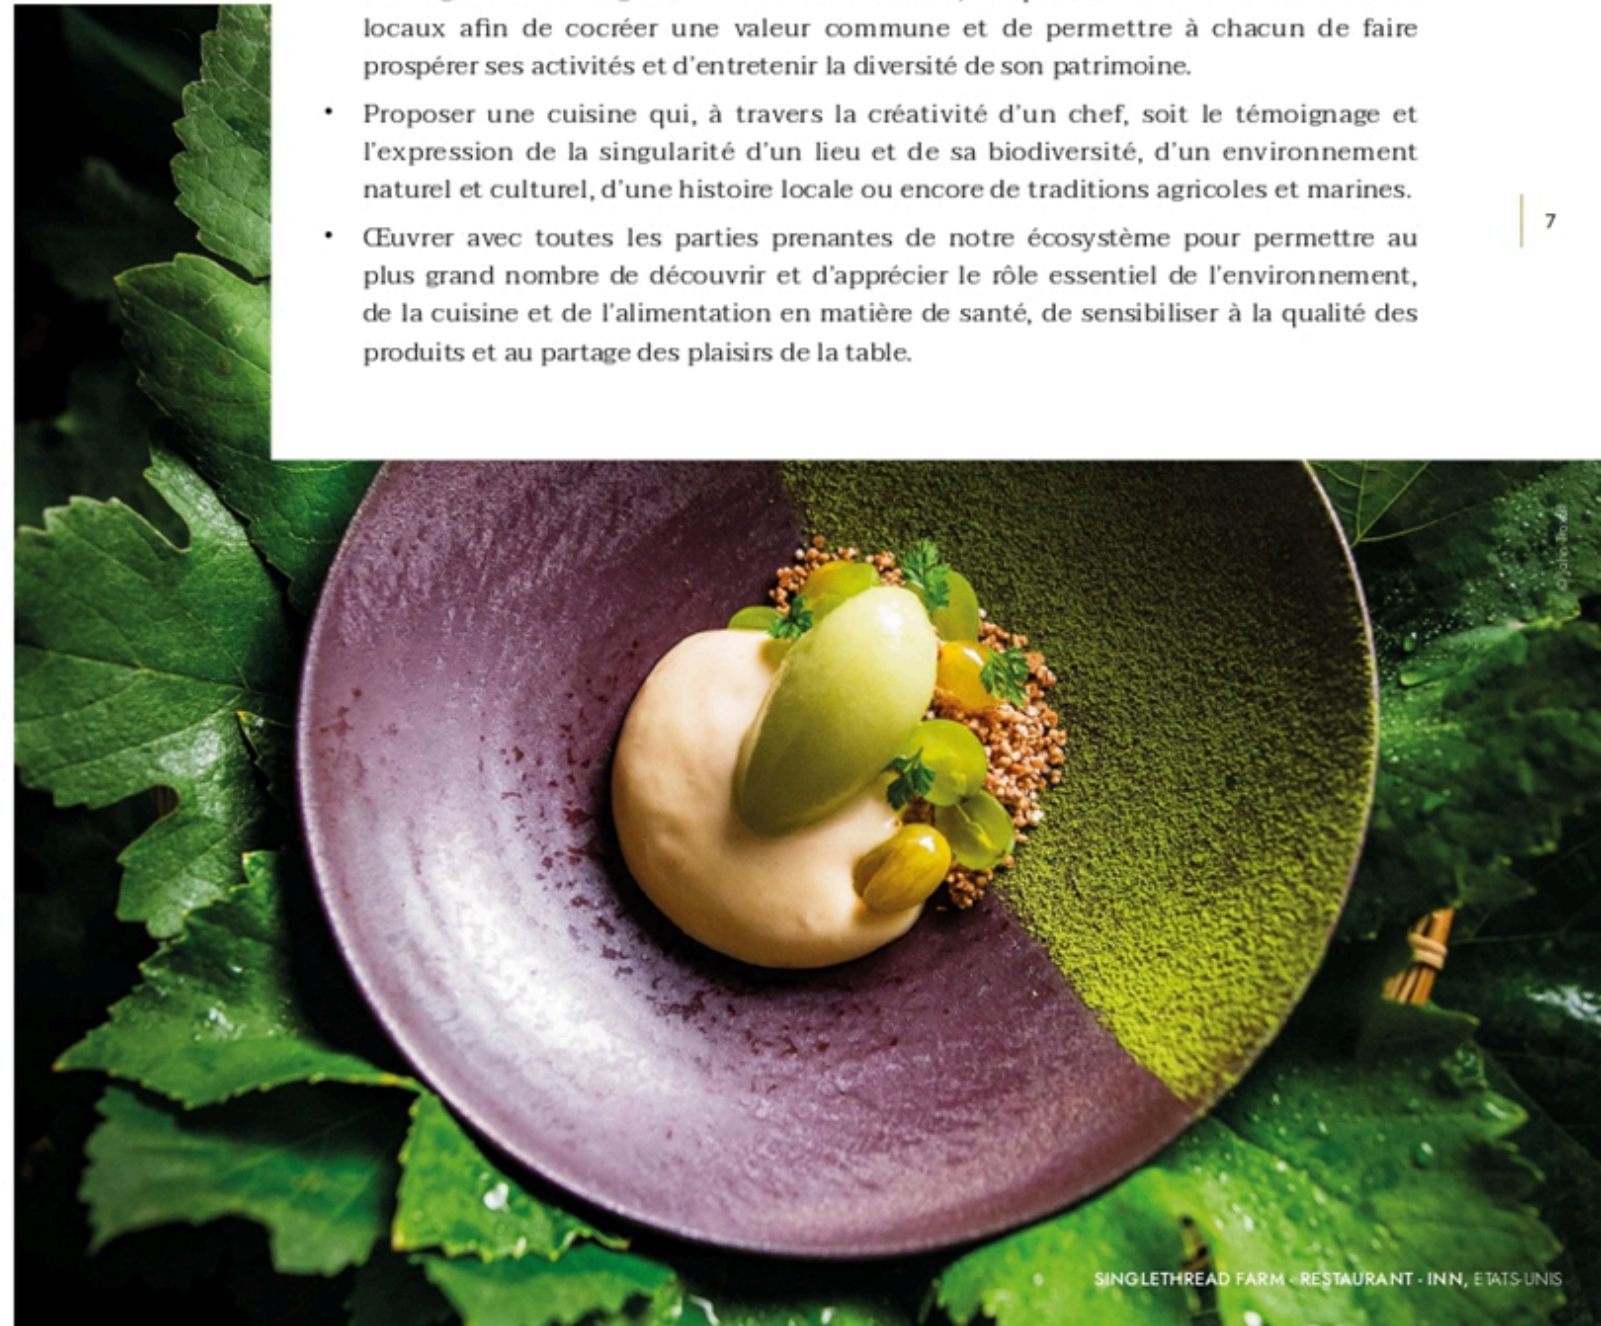 locaux afin de cocréer une valeur commune et de permettre à chacun de faire
prospérer ses activités et d'entretenir la diversité de son patrimoine.
• Proposer une cuisine qui, à travers la créativité d'un chef, soit le témoignage et
l'expression de la singularité d'un lieu et de sa biodiversité, d'un environnement
naturel et culturel, d'une histoire locale ou encore de traditions agricoles et marines.
• Œuvrer avec toutes les parties prenantes de notre écosystème pour permettre au
plus grand nombre de découvrir et d'apprécier le rôle essentiel de l'environnement,
de la cuisine et de l'alimentation en matière de santé, de sensibiliser à la qualité des
produits et au partage des plaisirs de la table.
7
SINGLETHREAD FARM - RESTAURANT - INN, ETATS-UNIS